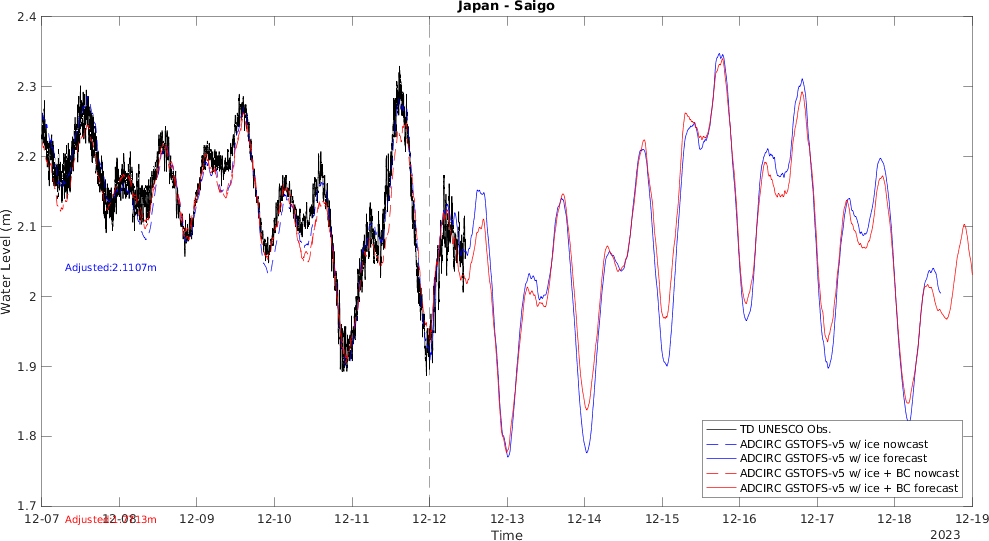 Japan - Saigo
Water Level (m)
2.4
2.3
2.2
2.1
2
1.9
1.8
1.7
Adjusted:2.1107m
TD UNESCO Obs.
ADCIRC GSTOFS-v5 w/ ice nowcast
ADCIRC GSTOFS-v5 w/ ice forecast
ADCIRC GSTOFS-v5 w/ ice + BC nowcast
ADCIRC GSTOFS-v5 w/ ice + BC forecast
12-07 12-08 12-09 12-10 12-11 12-12 12-13 12-14 12-15 12-16 12-17 12-18 12-19
Time
2023